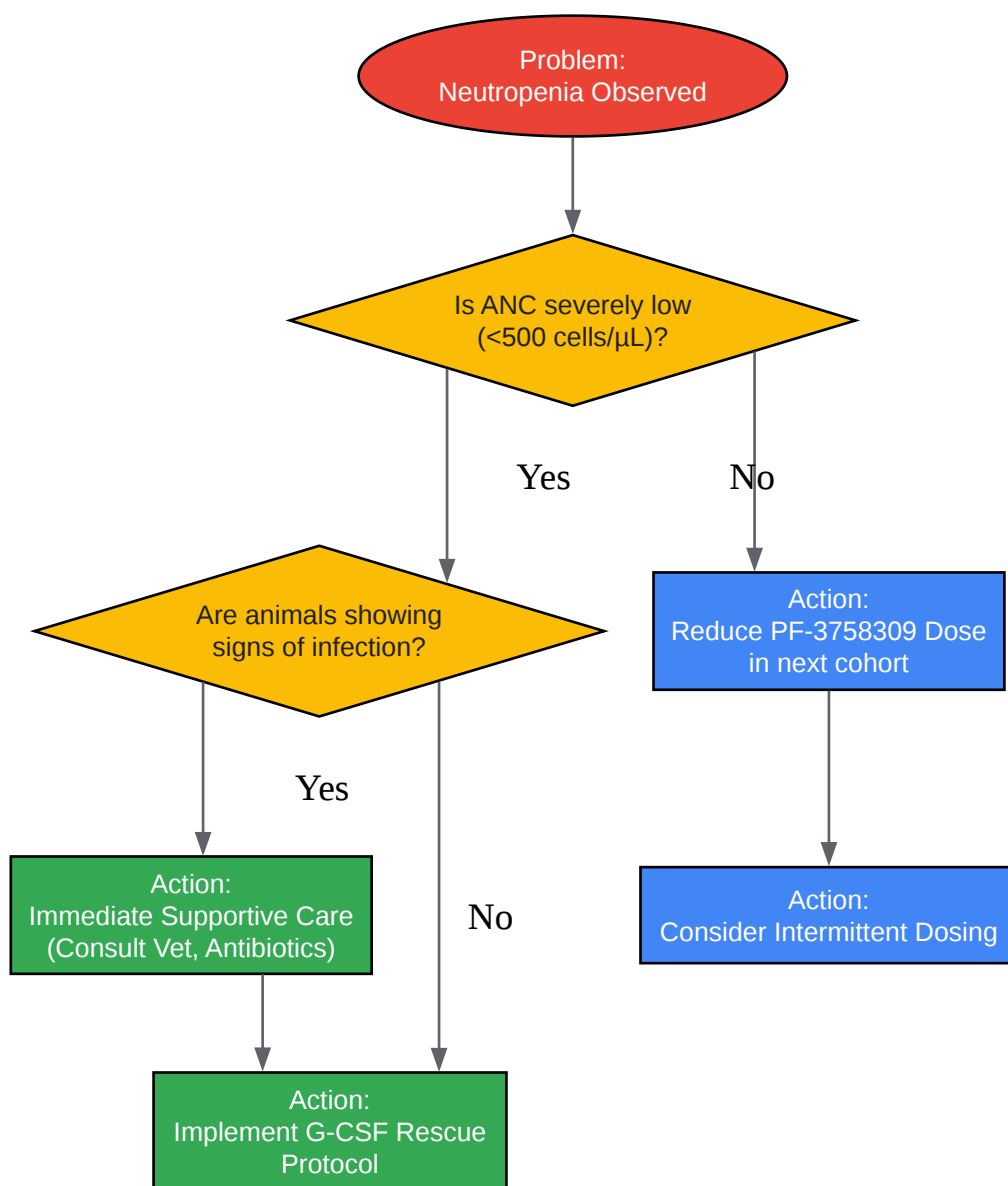 Problem:
Neutropenia Observed
Is ANC severely low
(<500 cells/µL)?
Yes
No
Are animals showing
signs of infection?
Action:
Reduce PF-3758309 Dose
in next cohort
Yes
No
Action:
Immediate Supportive Care
(Consult Vet, Antibiotics)
Action:
Consider Intermittent Dosing
Action:
Implement G-CSF Rescue
Protocol